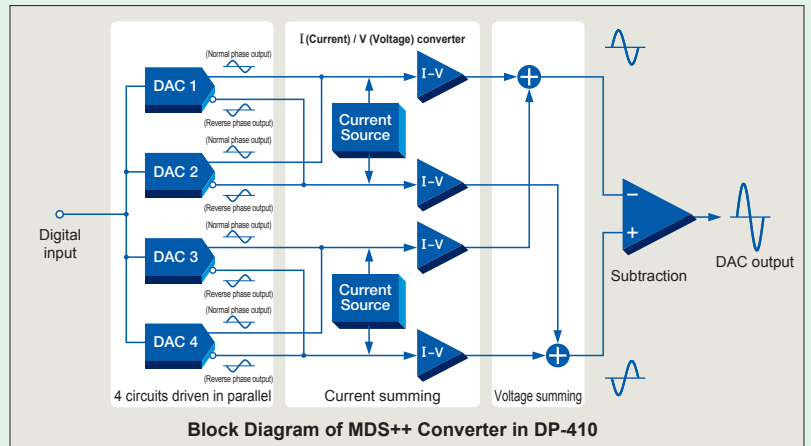 I (Current) / V (Voltage) converter
(Normal phase output)
DAC 1
(Reverse phase output)
(Normal phase output)
DAC 2
(Reverse phase output)
(Normal phase output)
DAC 3
(Reverse phase output)
(Normal phase output)
DAC 4
(Reverse phase output)
Digital
input
I-V
Current
Source
I-V
I-V
Current
Source
I-V
+
+
−
+
Subtraction
DAC output
4 circuits driven in parallel
Current summing
Voltage summing
Block Diagram of MDS++ Converter in DP-410